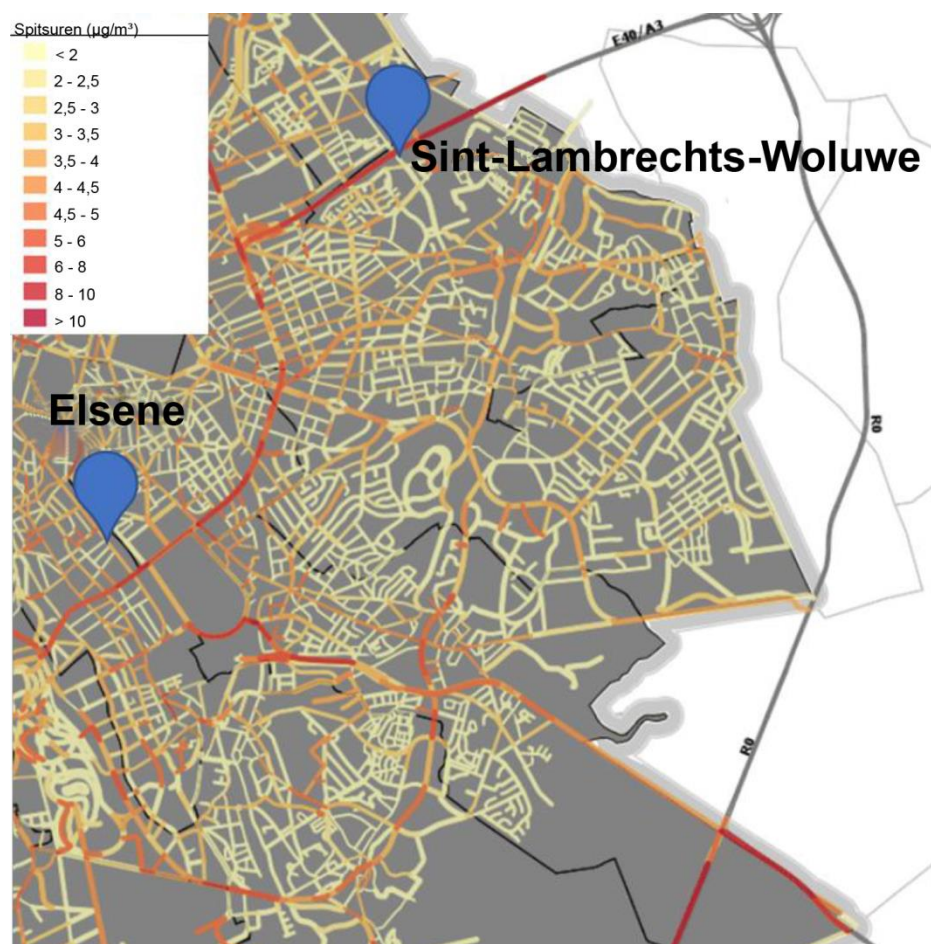 Spitsuren (µg/m³)
< 2
2 - 2,5
2,5 - 3
3 - 3,5
3,5 - 4
4 - 4,5
4,5 - 5
5 - 6
6 - 8
8 - 10
> 10
E40/A3
Sint-Lambrechts-Woluwe
Elsene
R0
R0